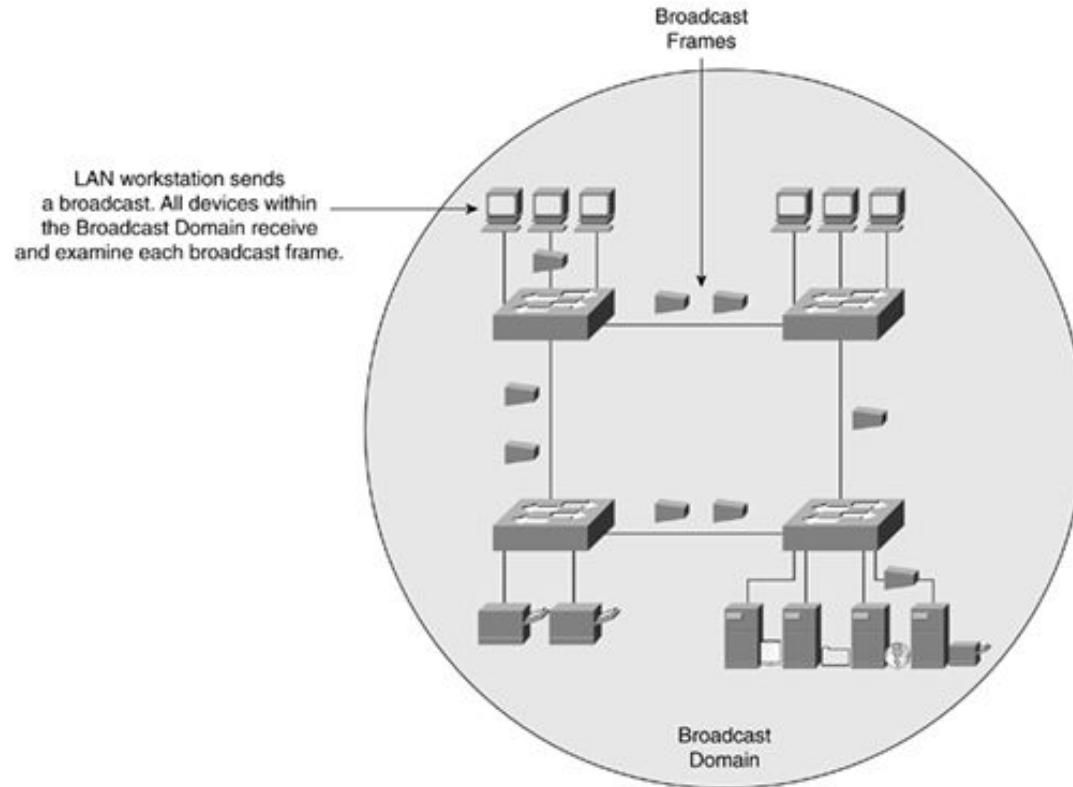 Broadcast
Frames
LAN workstation sends
a broadcast. All devices within
the Broadcast Domain receive
and examine each broadcast frame.
Broadcast
Domain